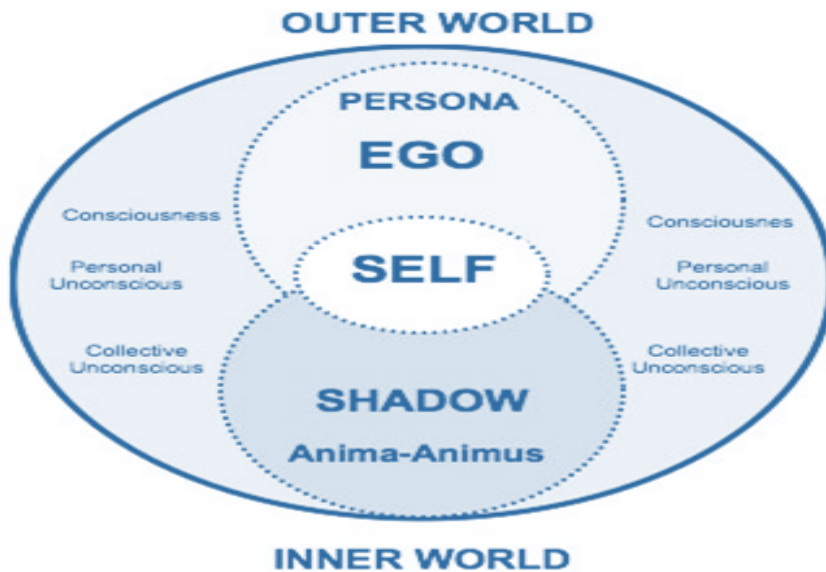 OUTER WORLD
PERSONA
EGO
Consciousness
Consciousnes
SELF
Personal
Unconscious
Personal
Unconscious
Collective
Unconscious
Collective
Unconscious
SHADOW
Anima-Animus
INNER WORLD